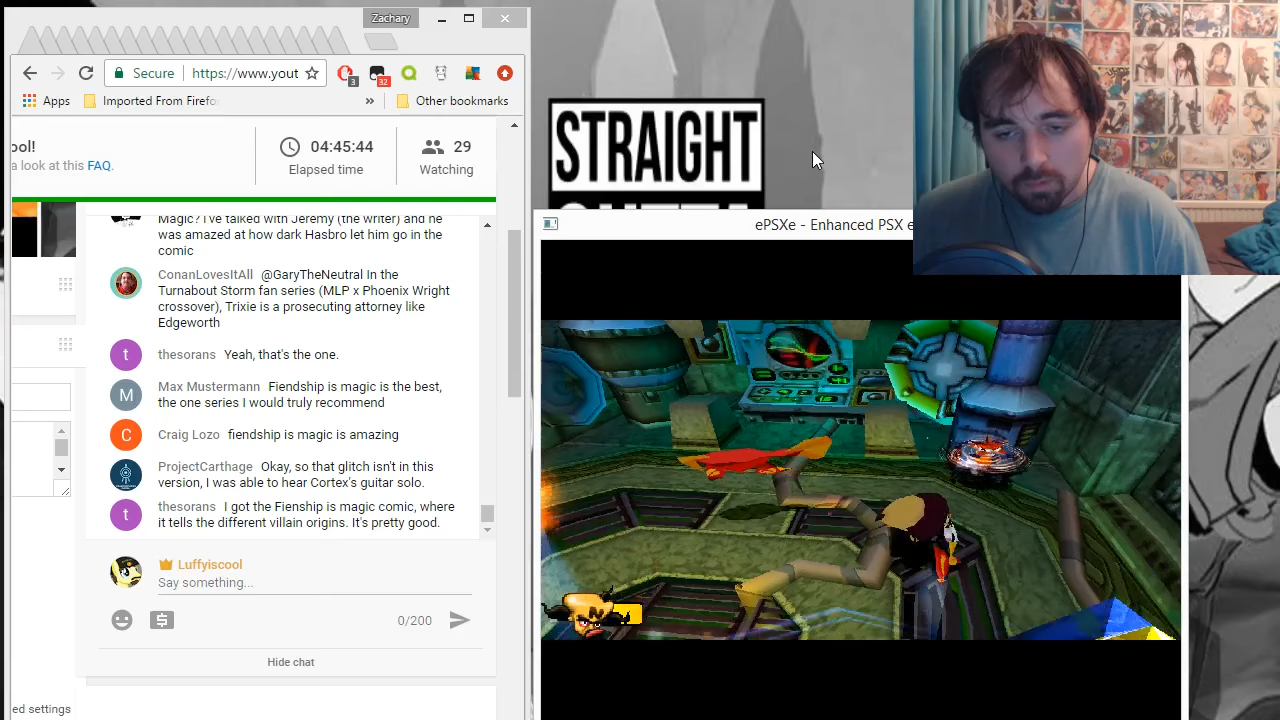 Zachary
Secure
https://www.yout
3
32
Apps
Imported From Firefo
»
Other bookmarks
ool!
a look at this FAQ.
04:45:44
Elapsed time
29
Watching
Magic? I've talked with Jeremy (the writer) and he
was amazed at how dark Hasbro let him go in the
comic
ConanLovesItAll @GaryTheNeutral In the
Turnabout Storm fan series (MLP x Phoenix Wright
crossover), Trixie is a prosecuting attorney like
Edgeworth
t
thesorans Yeah, that's the one.
M
Max Mustermann Fiendship is magic is the best,
the one series I would truly recommend
C
Craig Lozo fiendship is magic is amazing
ProjectCarthage Okay, so that glitch isn't in this
version, I was able to hear Cortex's guitar solo.
t
thesorans I got the Fienship is magic comic, where
it tells the different villain origins. It's pretty good.
Luffyiscool
Say something...
0/200
Hide chat
ed settings
STRAIGHT
OUTTA
ePSXe - Enhanced PSX e
N